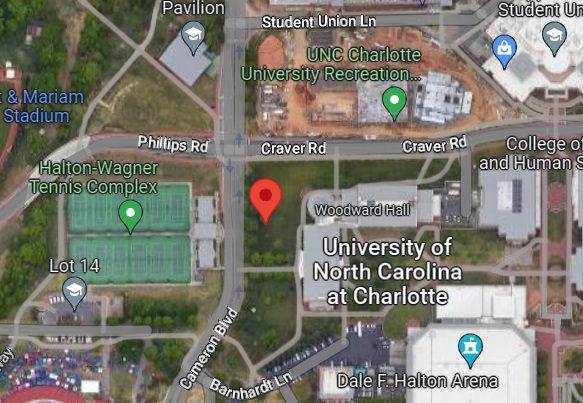 Pavilion
Student Union Ln
Student Un
UNC Charlotte
University Recreation...
t & Mariam
Stadium
Phillips Rd
Craver Rd
Craver Rd
College of
and Human S
Halton-Wagner
Tennis Complex
Woodward Hall
University of
North Carolina
at Charlotte
Lot 14
Cameron Blvd
way
Barnhardt Ln
Dale F. Halton Arena